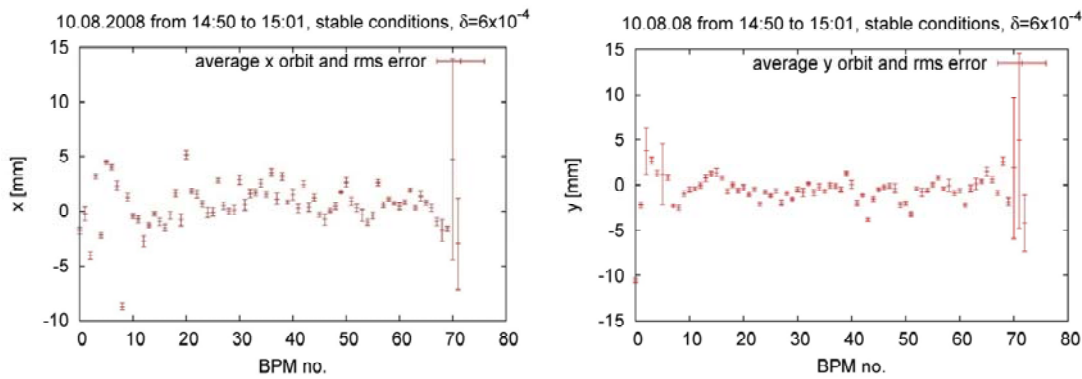 10.08.2008 from 14:50 to 15:01, stable conditions, δ=6x10⁻⁴
average x orbit and rms error
x [mm]
15
10
5
0
-5
-10
0 10 20 30 40 50 60 70 80
BPM no.
10.08.08 from 14:50 to 15:01, stable conditions, δ=6x10⁻⁴
average y orbit and rms error
y [mm]
15
10
5
0
-5
-10
-15
0 10 20 30 40 50 60 70 80
BPM no.